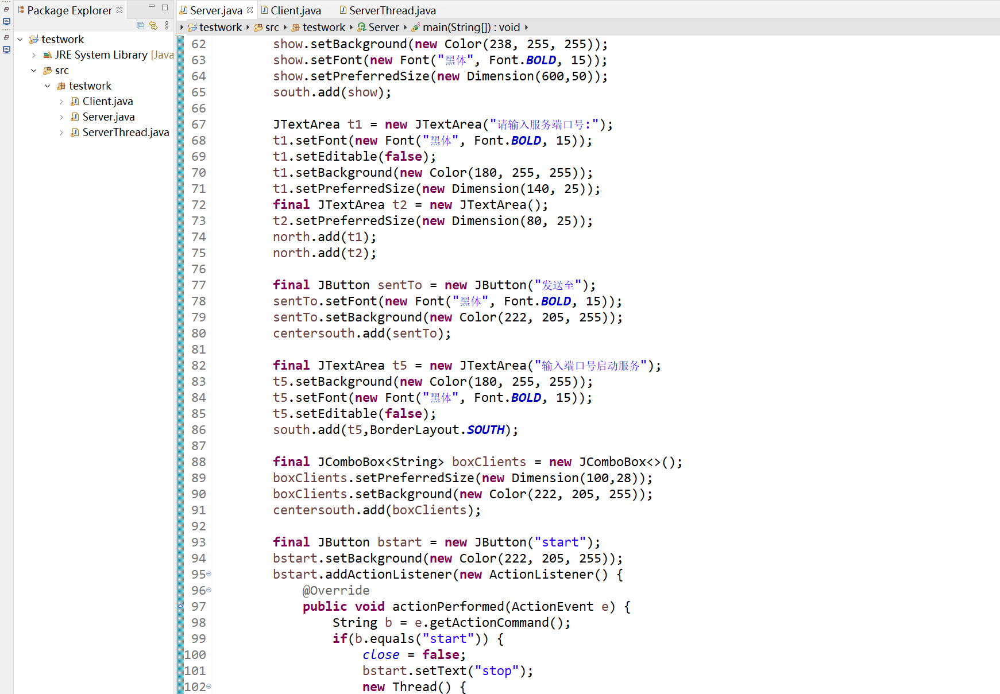 Package Explorer
testwork
JRE System Library [Java
src
testwork
Client.java
Server.java
ServerThread.java
Server.java
Client.java
ServerThread.java
testwork
src
testwork
Server
main(String[]) : void
62 show.setBackground(new Color(238, 255, 255));
63 show.setFont(new Font("黑体", Font.BOLD, 15));
64 show.setPreferredSize(new Dimension(600,50));
65 south.add(show);
66
67 JTextArea t1 = new JTextArea("请输入服务端口号:");
68 t1.setFont(new Font("黑体", Font.BOLD, 15));
69 t1.setEditable(false);
70 t1.setBackground(new Color(180, 255, 255));
71 t1.setPreferredSize(new Dimension(140, 25));
72 final JTextArea t2 = new JTextArea();
73 t2.setPreferredSize(new Dimension(80, 25));
74 north.add(t1);
75 north.add(t2);
76
77 final JButton sentTo = new JButton("发送至");
78 sentTo.setFont(new Font("黑体", Font.BOLD, 15));
79 sentTo.setBackground(new Color(222, 205, 255));
80 centersouth.add(sentTo);
81
82 final JTextArea t5 = new JTextArea("输入端口号启动服务");
83 t5.setBackground(new Color(180, 255, 255));
84 t5.setFont(new Font("黑体", Font.BOLD, 15));
85 t5.setEditable(false);
86 south.add(t5,BorderLayout.SOUTH);
87
88 final JComboBox<String> boxClients = new JComboBox<>();
89 boxClients.setPreferredSize(new Dimension(100,28));
90 boxClients.setBackground(new Color(222, 205, 255));
91 centersouth.add(boxClients);
92
93 final JButton bstart = new JButton("start");
94 bstart.setBackground(new Color(222, 205, 255));
95 bstart.addActionListener(new ActionListener() {
96 @Override
97 public void actionPerformed(ActionEvent e) {
98 String b = e.getActionCommand();
99 if(b.equals("start")) {
100 close = false;
101 bstart.setText("stop");
102 new Thread() {